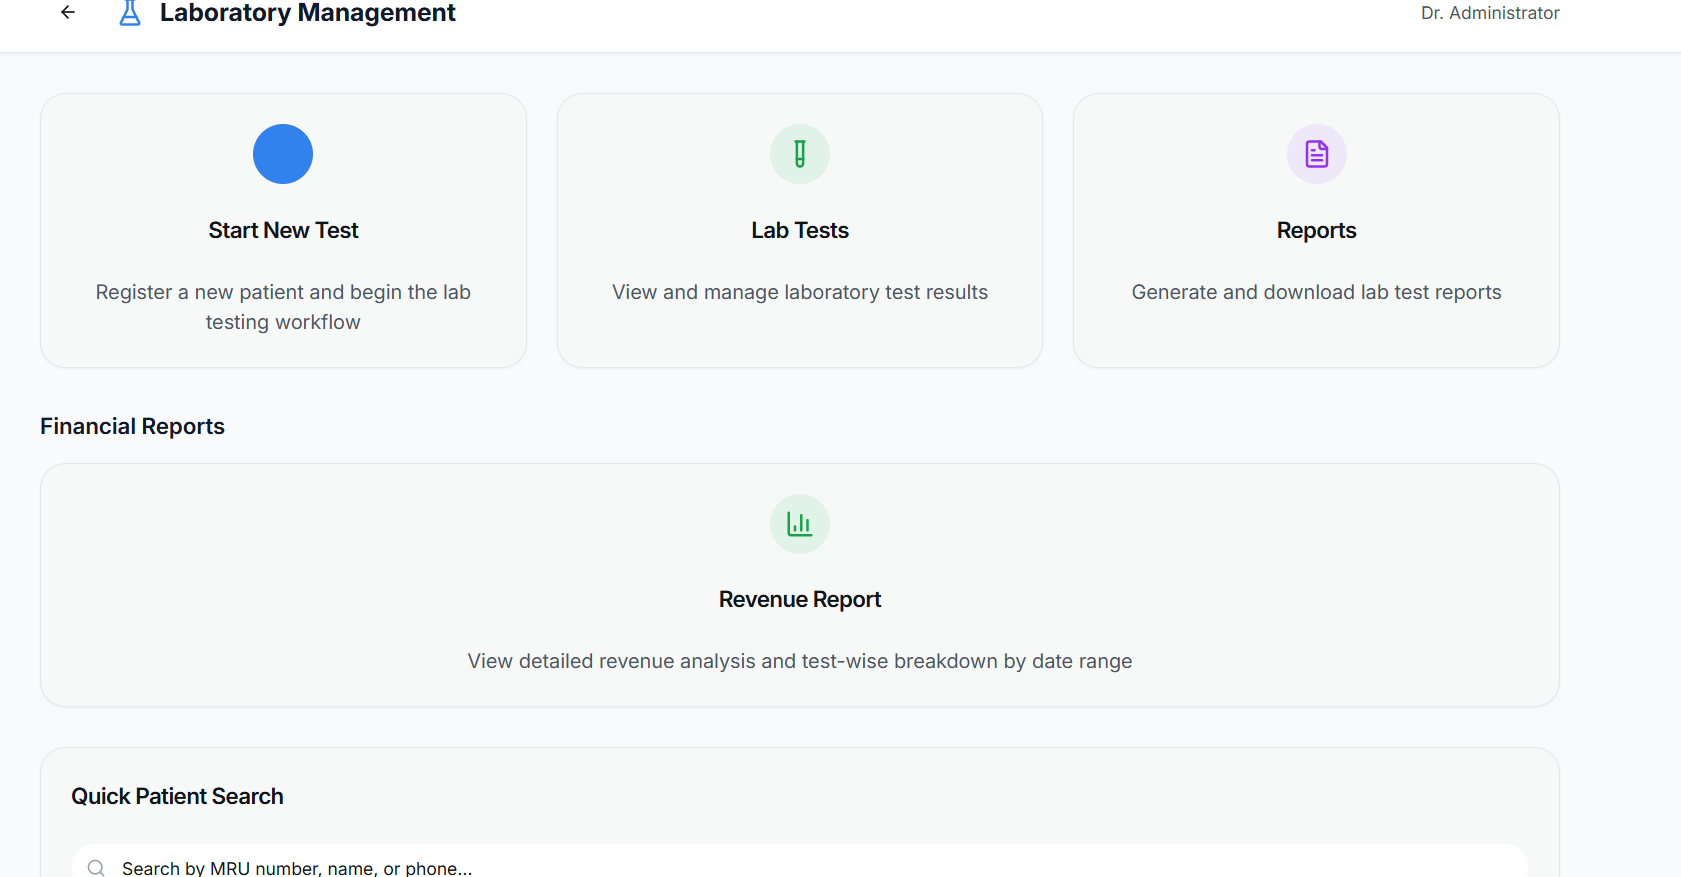 Laboratory Management
Dr. Administrator
Start New Test
Register a new patient and begin the lab
testing workflow
Lab Tests
View and manage laboratory test results
Reports
Generate and download lab test reports
Financial Reports
Revenue Report
View detailed revenue analysis and test-wise breakdown by date range
Quick Patient Search
Search by MRU number, name, or phone...